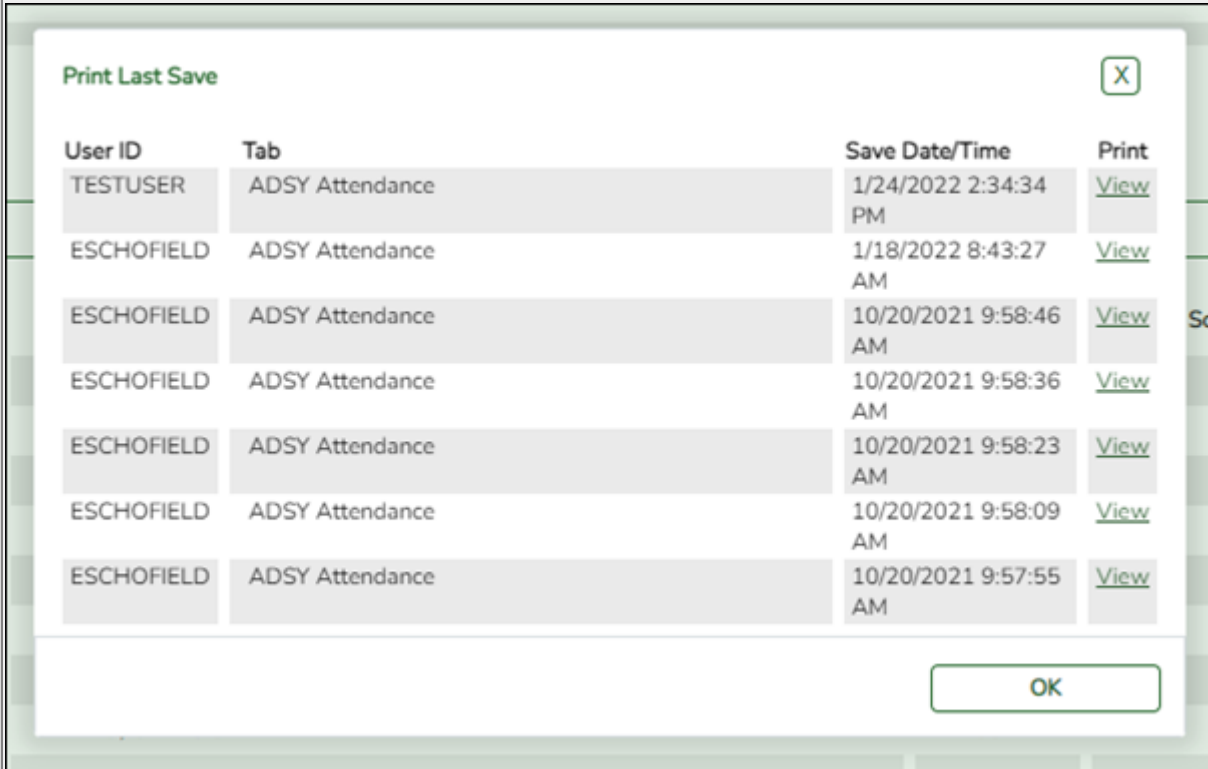 Print Last Save
X
User ID Tab Save Date/Time Print
TESTUSER ADSY Attendance 1/24/2022 2:34:34 PM View
ESCHOFIELD ADSY Attendance 1/18/2022 8:43:27 AM View
ESCHOFIELD ADSY Attendance 10/20/2021 9:58:46 AM View
ESCHOFIELD ADSY Attendance 10/20/2021 9:58:36 AM View
ESCHOFIELD ADSY Attendance 10/20/2021 9:58:23 AM View
ESCHOFIELD ADSY Attendance 10/20/2021 9:58:09 AM View
ESCHOFIELD ADSY Attendance 10/20/2021 9:57:55 AM View
OK